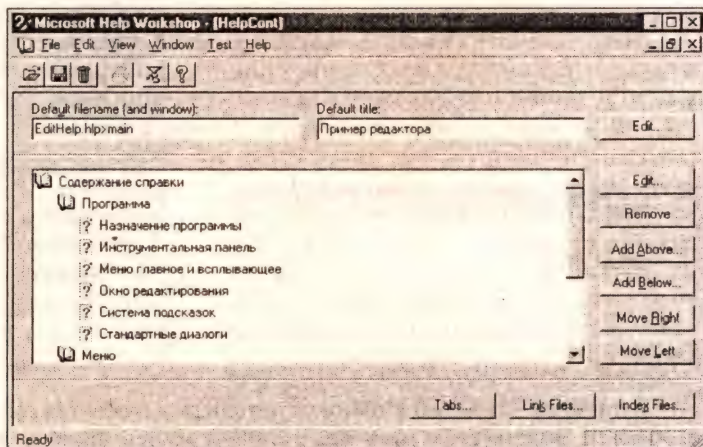 Microsoft Help Workshop - [HelpCont]
File Edit View Window Test Help
Default filename (and window):
Default title:
EditHelp.hlp>main
Пример редактора
Edit...
Содержание справки
Программа
Назначение программы
Инструментальная панель
Меню главное и всплывающее
Окно редактирования
Система подсказок
Стандартные диалоги
Меню
Edit...
Remove
Add Above...
Add Below...
Move Right
Move Left
Tabs...
Link Files...
Index Files...
Ready